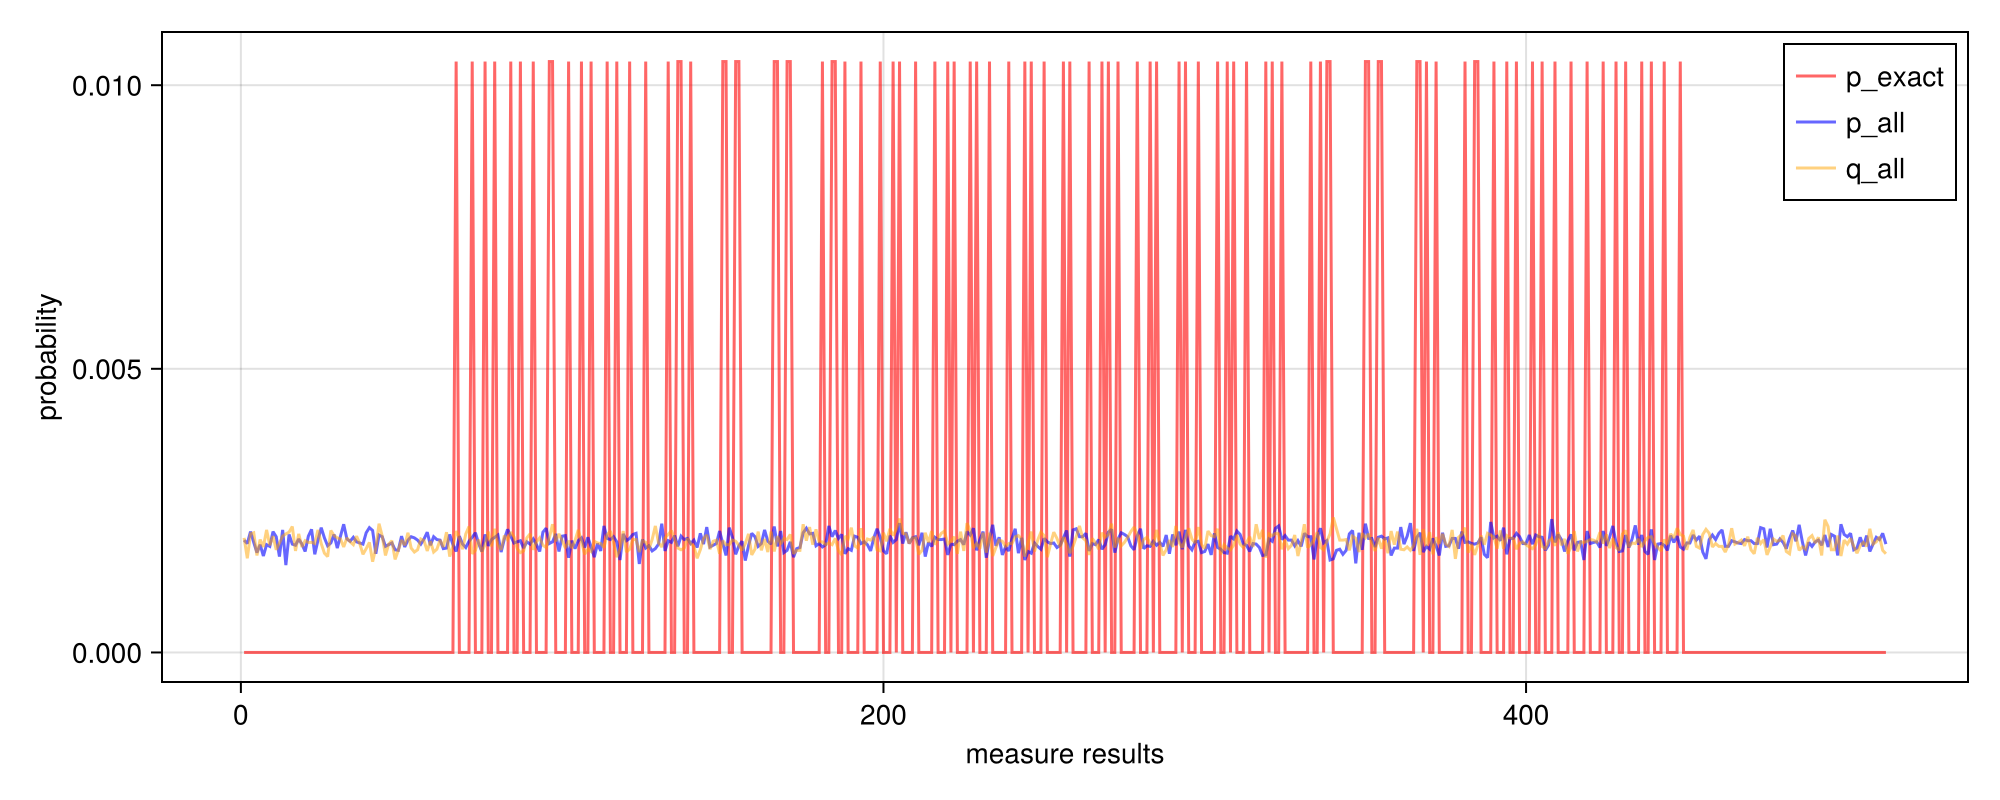 0.010
0.005
0.000
probability
0
200
400
measure results
p_exact
p_all
q_all